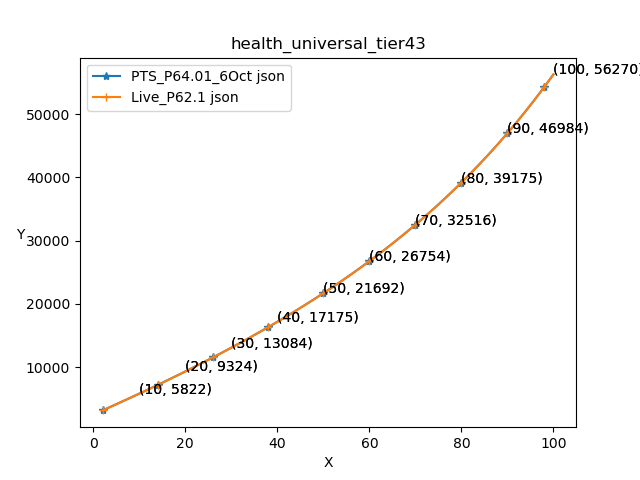 health_universal_tier43
PTS_P64.01_6Oct json
Live_P62.1 json
(100, 56270)
(90, 46984)
(80, 39175)
(70, 32516)
(60, 26754)
(50, 21692)
(40, 17175)
(30, 13084)
(20, 9324)
(10, 5822)
50000
40000
30000
20000
10000
Y
0 20 40 60 80 100
X